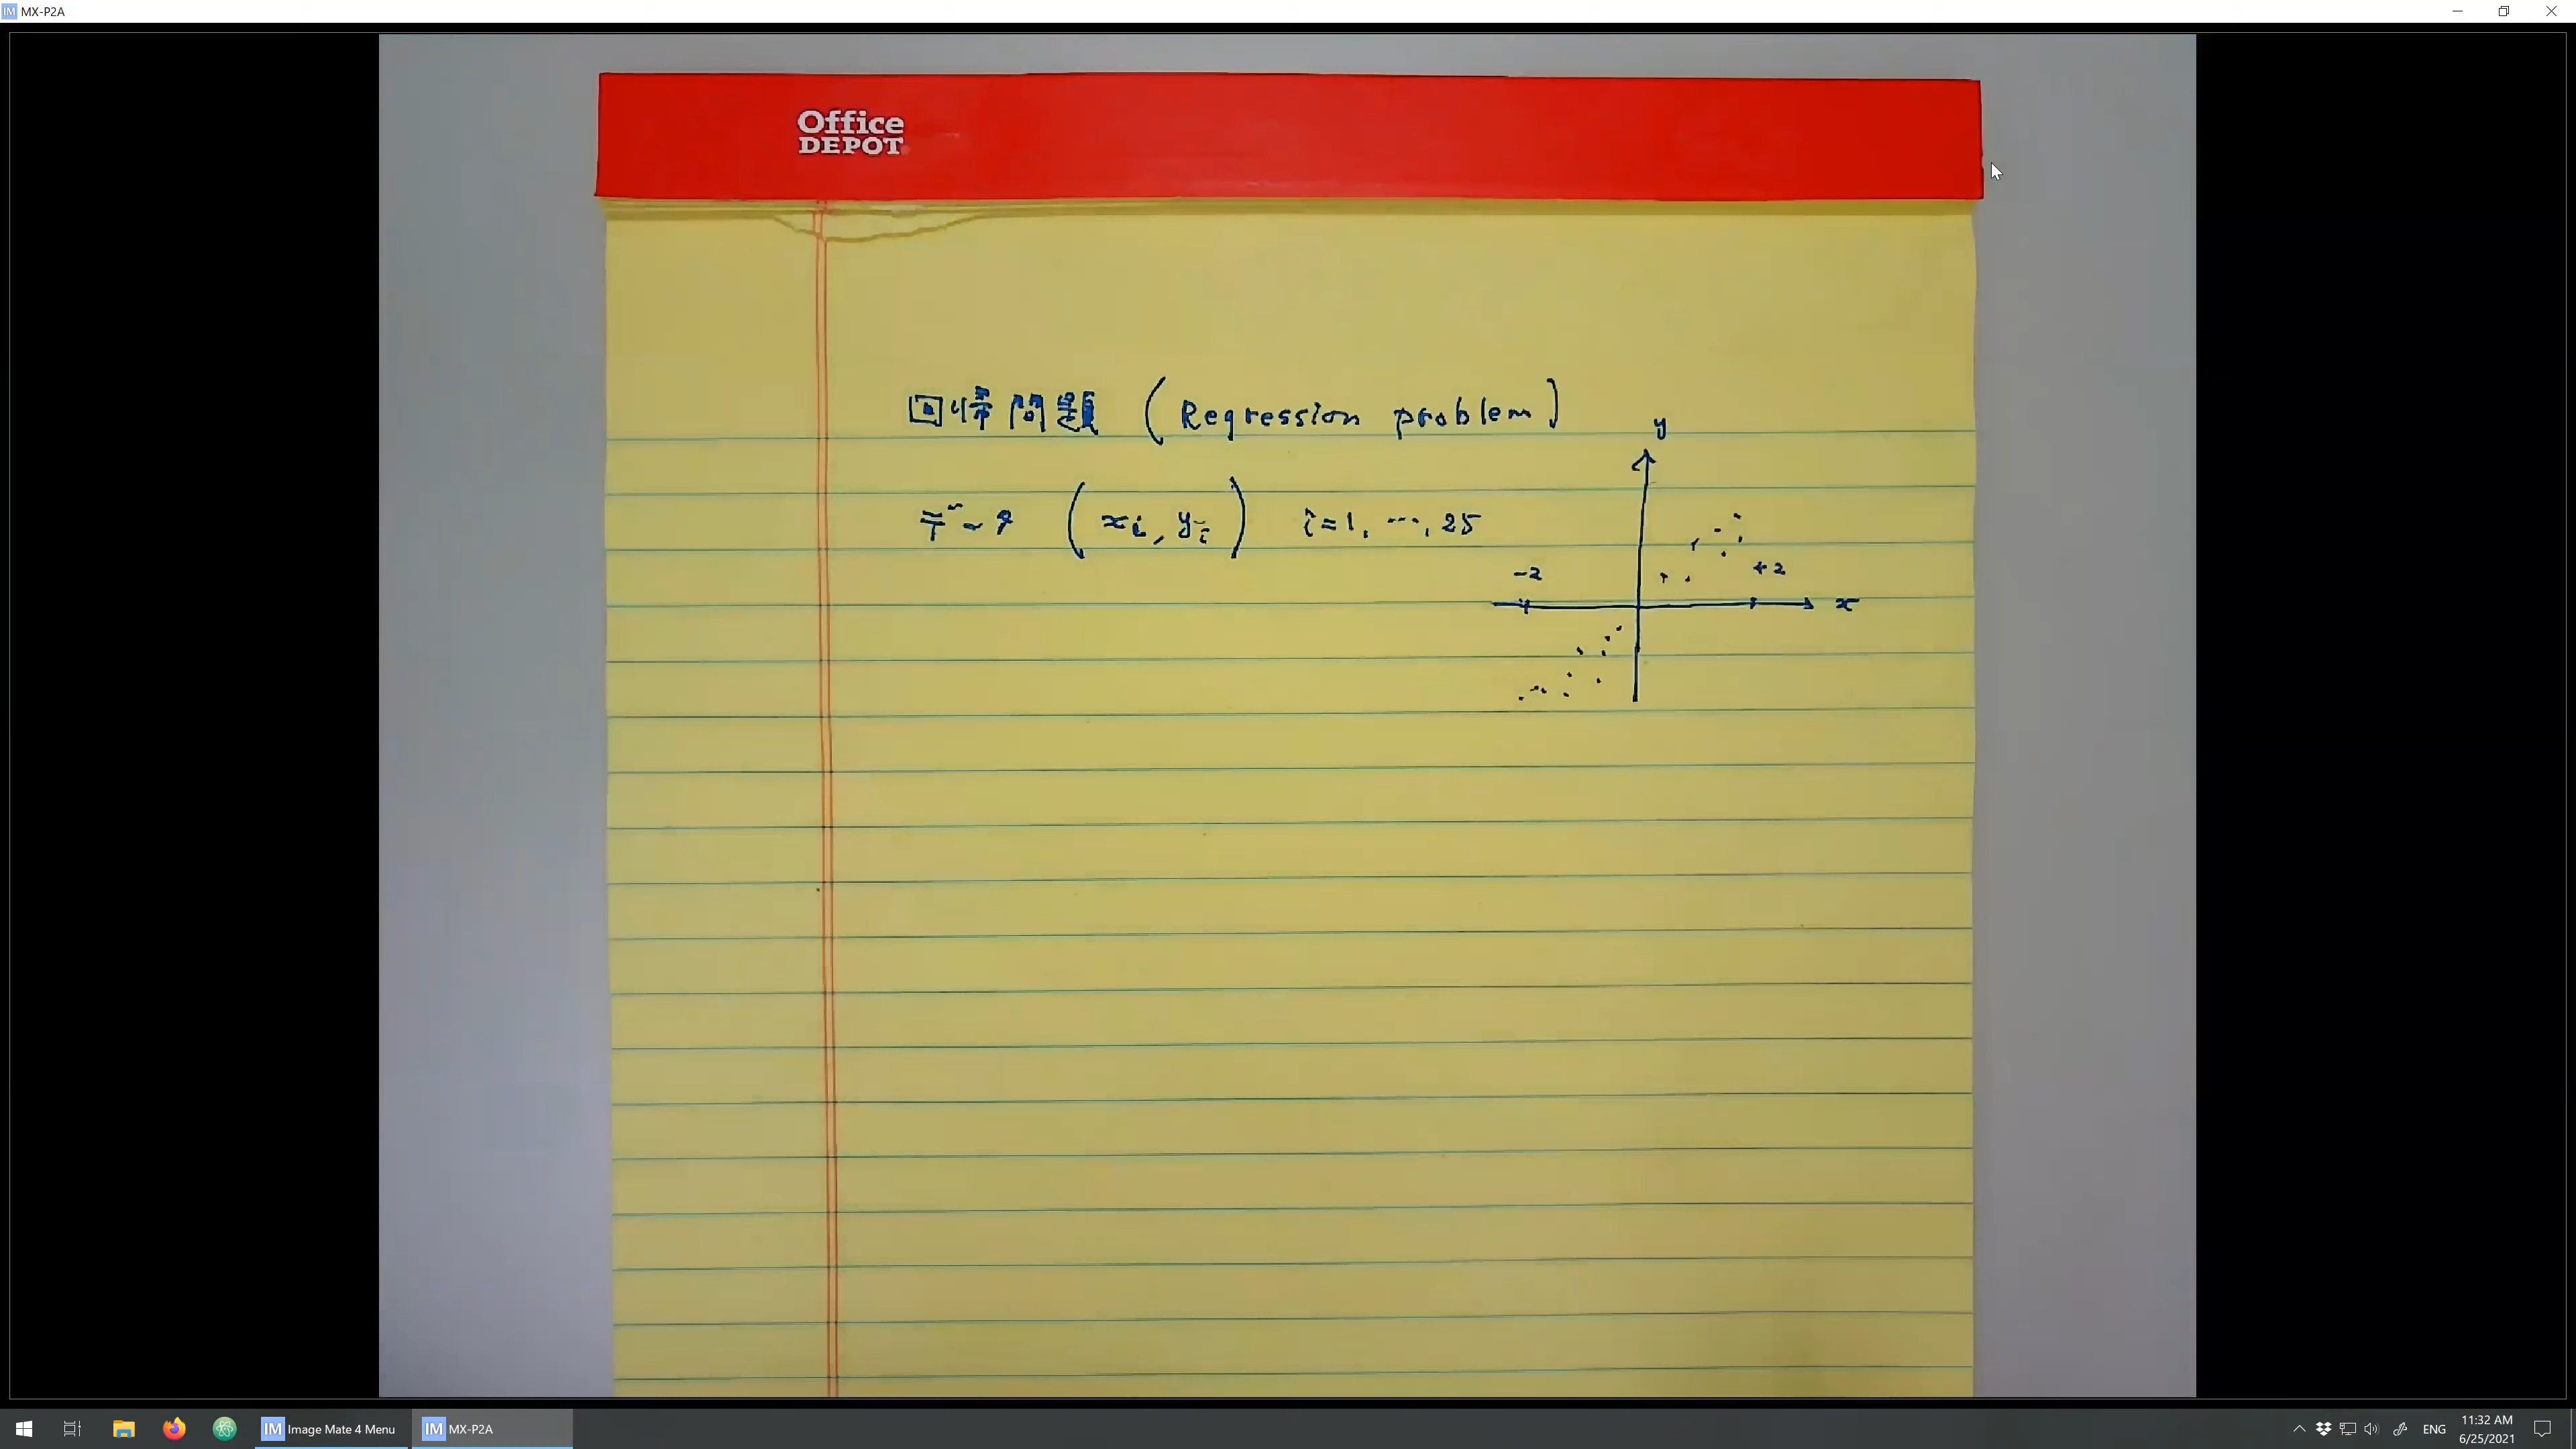 MX-P2A
Office
DEPOT
回帰問題 (Regression problem)
データ (xi, yi) i=1, ..., 25
y
-2
+2
x
Image Mate 4 Menu
MX-P2A
ENG
11:32 AM
6/25/2021